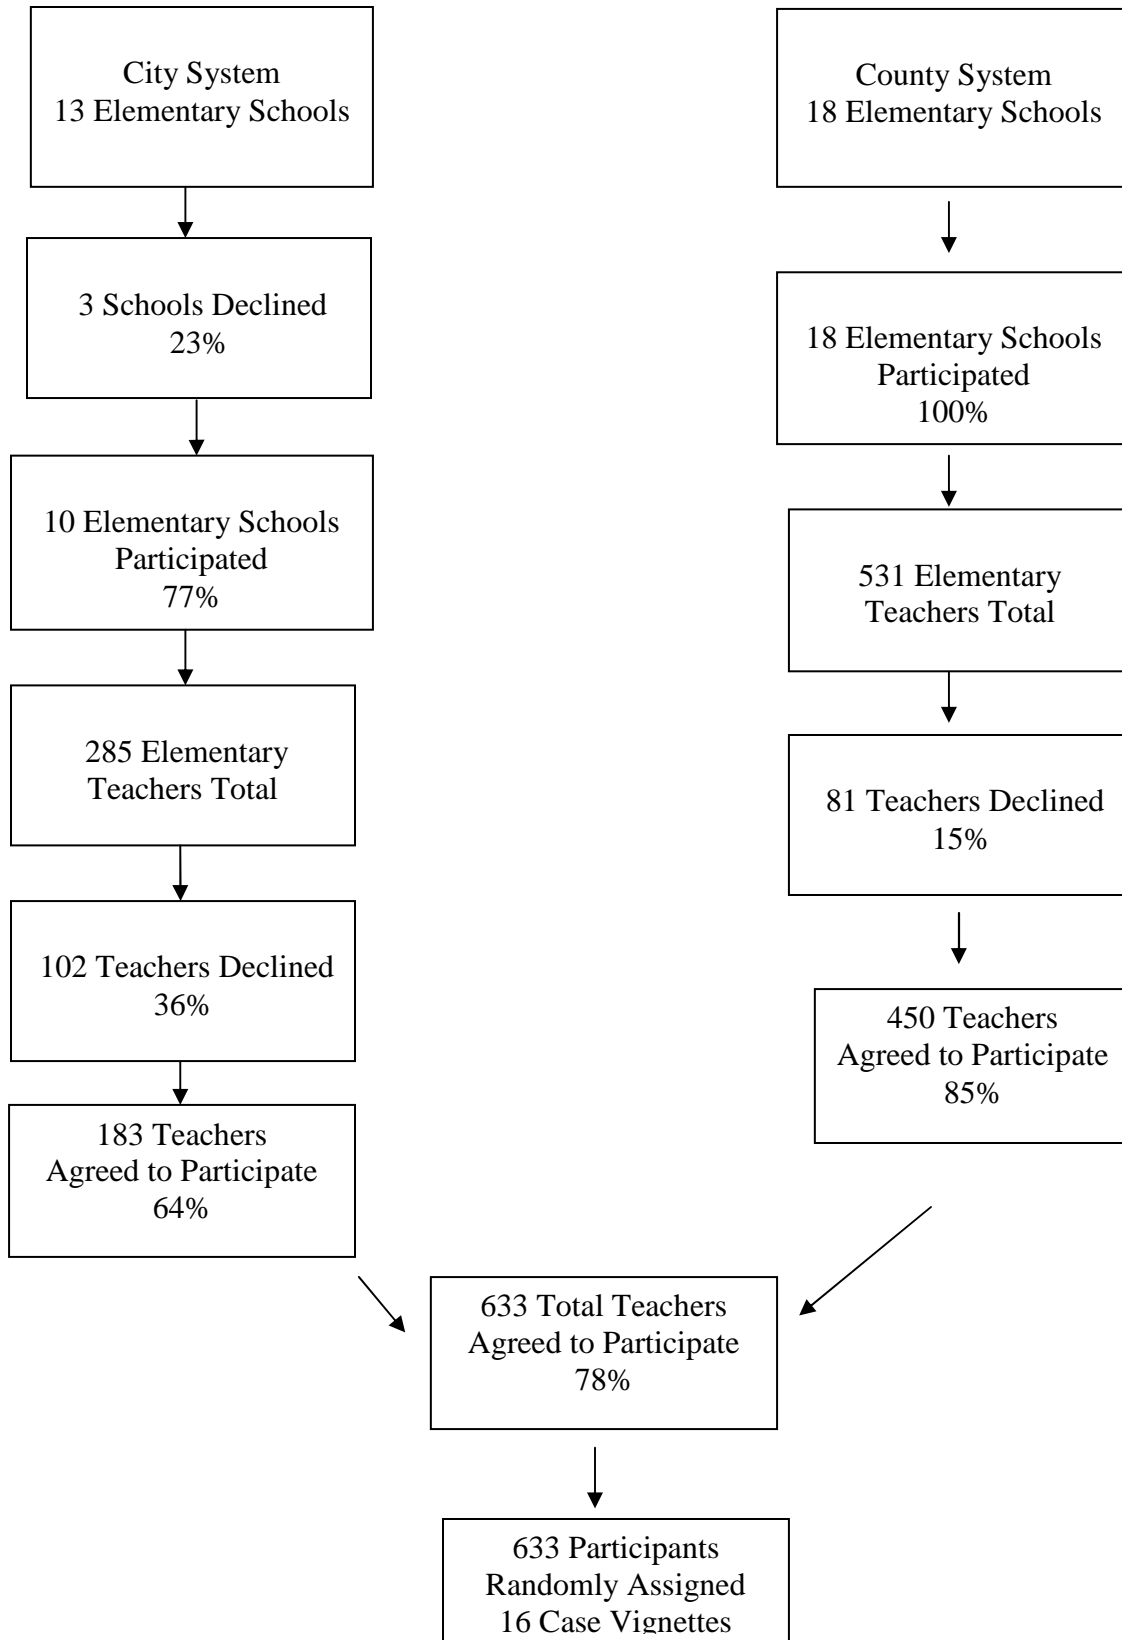 City System
13 Elementary Schools
3 Schools Declined
23%
10 Elementary Schools
Participated
77%
285 Elementary
Teachers Total
102 Teachers Declined
36%
183 Teachers
Agreed to Participate
64%
County System
18 Elementary Schools
18 Elementary Schools
Participated
100%
531 Elementary
Teachers Total
81 Teachers Declined
15%
450 Teachers
Agreed to Participate
85%
633 Total Teachers
Agreed to Participate
78%
633 Participants
Randomly Assigned
16 Case Vignettes